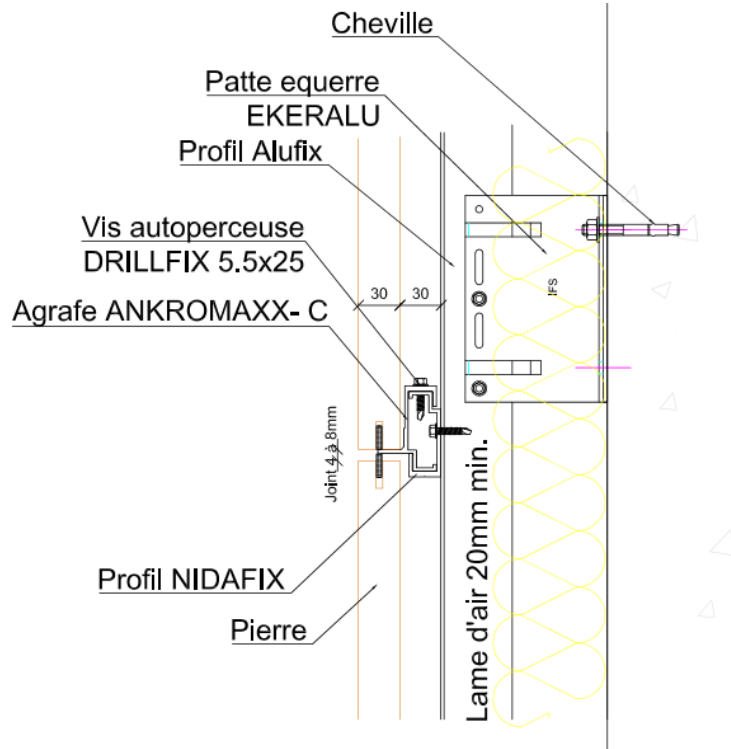 Cheville
Patte equerre
EKERALU
Profil Alufix
Vis autoperceuse
DRILLFIX 5.5x25
IFS
30 30
Agrafe ANKROMAXX- C
Joint 4 à 8mm
Lame d'air 20mm min.
Profil NIDAFIX
Pierre